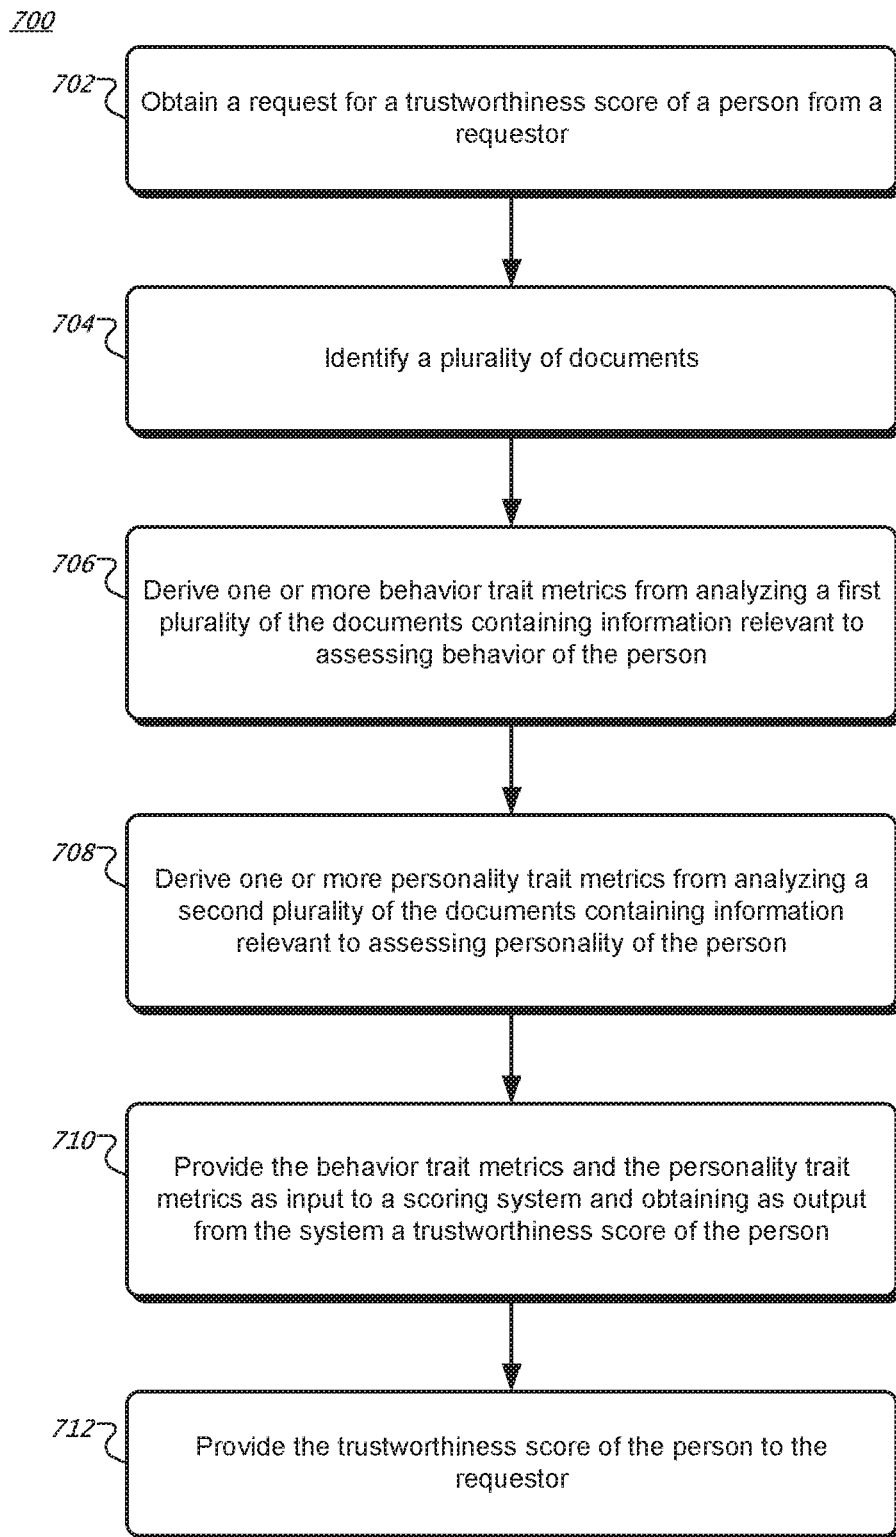 700
702
Obtain a request for a trustworthiness score of a person from a
requestor
704
Identify a plurality of documents
706
Derive one or more behavior trait metrics from analyzing a first
plurality of the documents containing information relevant to
assessing behavior of the person
708
Derive one or more personality trait metrics from analyzing a
second plurality of the documents containing information
relevant to assessing personality of the person
710
Provide the behavior trait metrics and the personality trait
metrics as input to a scoring system and obtaining as output
from the system a trustworthiness score of the person
712
Provide the trustworthiness score of the person to the
requestor